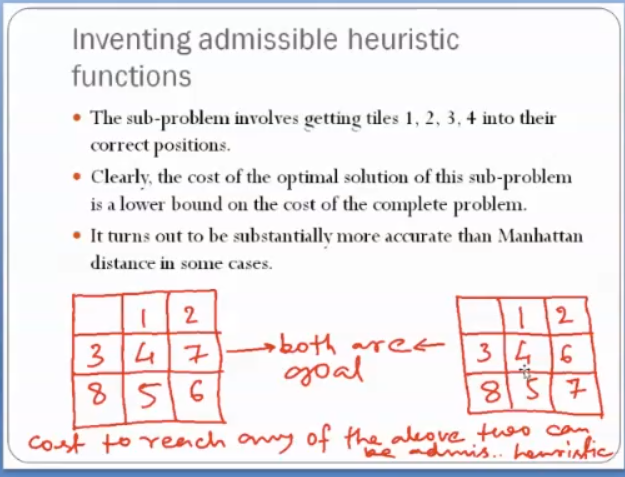 Inventing admissible heuristic
functions
• The sub-problem involves getting tiles 1, 2, 3, 4 into their
correct positions.
• Clearly, the cost of the optimal solution of this sub-problem
is a lower bound on the cost of the complete problem.
• It turns out to be substantially more accurate than Manhattan
distance in some cases.
1 2
3 4 7
8 5 6
both are
goal
1 2
3 4 6
8 5 7
cost to reach any of the above two can
be admis.. heuristic